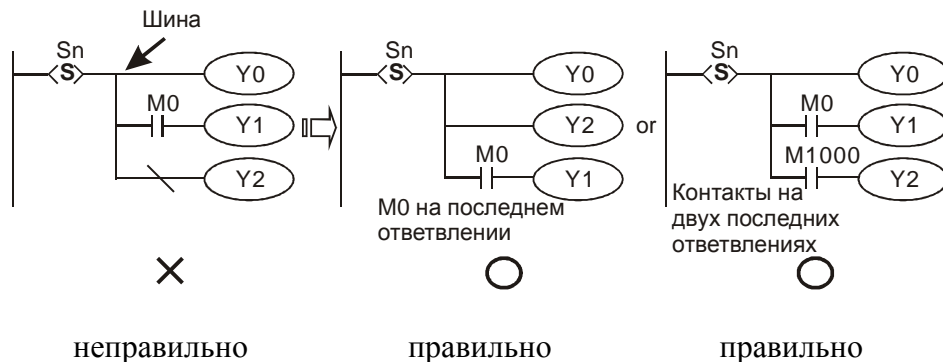 Шина
Sn
S
Y0
M0
Y1
Y2
Sn
S
Y0
Y2
M0
Y1
M0 на последнем
ответвлении
or
Sn
S
Y0
M0
Y1
M1000
Y2
Контакты на
двух последних
ответвлениях
неправильно
правильно
правильно